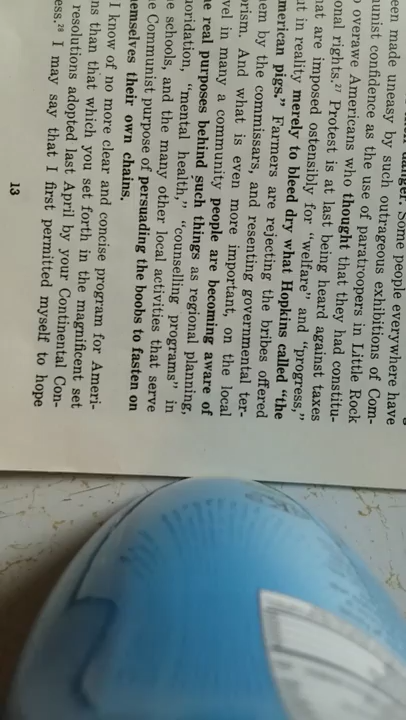 een made uneasy by such outrageous exhibitions of Com-
unist confidence as the use of paratroopers in Little Rock
overawe Americans who thought that they had constitu-
onal rights.²⁷ Protest is at last being heard against taxes
hat are imposed ostensibly for "welfare" and "progress,"
ut in reality merely to bleed dry what Hopkins called "the
merican pigs." Farmers are rejecting the bribes offered
hem by the commissars, and resenting governmental ter-
orism. And what is even more important, on the local
vel in many a community people are becoming aware of
he real purposes behind such things as regional planning,
uoridation, "mental health," "counselling programs" in
he schools, and the many other local activities that serve
he Communist purpose of persuading the boobs to fasten on
hemselves their own chains.
I know of no more clear and concise program for Ameri-
ns than that which you set forth in the magnificent set
resolutions adopted last April by your Continental Con-
ess.²⁸ I may say that I first permitted myself to hope
13